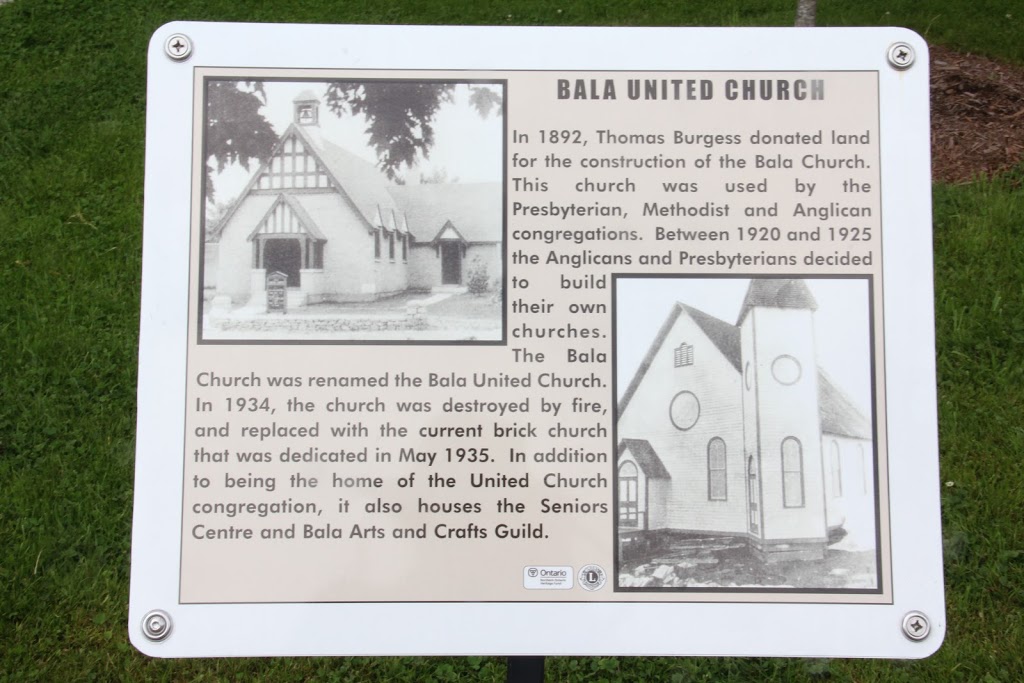 BALA UNITED CHURCH
In 1892, Thomas Burgess donated land
for the construction of the Bala Church.
This church was used by the
Presbyterian, Methodist and Anglican
congregations. Between 1920 and 1925
the Anglicans and Presbyterians decided
to build
their own
churches.
The Bala
Church was renamed the Bala United Church.
In 1934, the church was destroyed by fire,
and replaced with the current brick church
that was dedicated in May 1935. In addition
to being the home of the United Church
congregation, it also houses the Seniors
Centre and Bala Arts and Crafts Guild.
Ontario
L